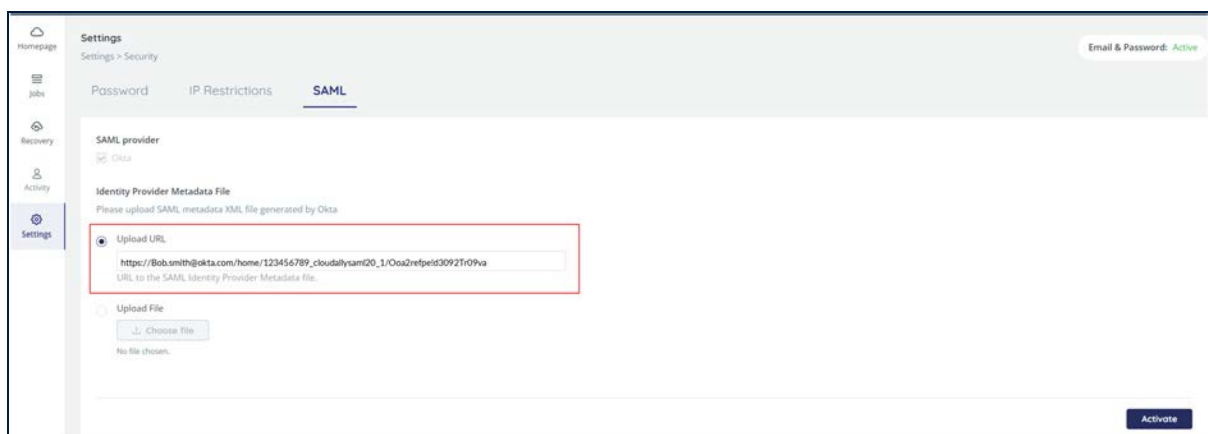 Homepage
Jobs
Recovery
Activity
Settings
Settings
Settings > Security
Email & Password: Active
Password IP Restrictions SAML
SAML provider
Okta
Identity Provider Metadata File
Please upload SAML metadata XML file generated by Okta
Upload URL
https://Bob.smith@okta.com/home/123456789_cloudallysaml20_1/Ooa2refpeld3092Tr09va
URL to the SAML Identity Provider Metadata file.
Upload File
Choose file
No file chosen.
Activate